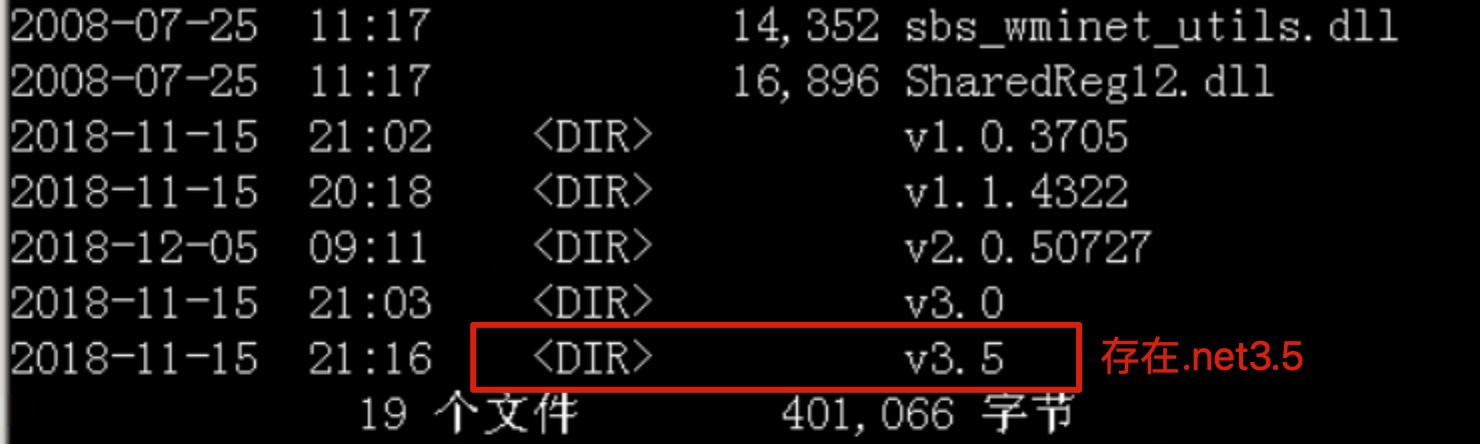 2008-07-25 11:17 14,352 sbs_wminet_utils.dll
2008-07-25 11:17 16,896 SharedReg12.dll
2018-11-15 21:02 <DIR> v1.0.3705
2018-11-15 20:18 <DIR> v1.1.4322
2018-12-05 09:11 <DIR> v2.0.50727
2018-11-15 21:03 <DIR> v3.0
2018-11-15 21:16 <DIR> v3.5 存在.net3.5
19 个文件 401,066 字节